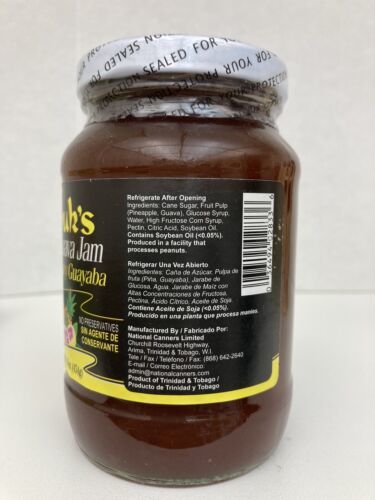 SEALED FOR YOUR PROTECTION
SEALED FOR YOUR PROTECTION
uh's
Jam
Guayaba
NO PRESERVATIVES
SIN AGENTE DE
CONSERVANTE
Refrigerate After Opening
Ingredients: Cane Sugar, Fruit Pulp
(Pineapple, Guava), Glucose Syrup,
Water, High Fructose Corn Syrup,
Pectin, Citric Acid, Soybean Oil.
Contains Soybean Oil (<0.05%).
Produced in a facility that
processes peanuts.
Refrigerar Una Vez Abierto
Ingredientes: Caña de Azúcar, Pulpa de
fruta (Piña, Guayaba), Jarabe de
Glucosa, Agua, Jarabe de Maíz con
Altas Concentraciones de Fructosa,
Pectina, Ácido Cítrico, Aceite de Soja.
Contiene Aceite de Soja (<0.05%).
Producido en una planta que procesa maníes.
Manufactured By / Fabricado Por:
National Canners Limited
Churchill Roosevelt Highway,
Arima, Trinidad & Tobago, W.I.
Tele / Fax / Teléfono / Fax: (868) 642-2640
E-mail / Correo Electrónico:
admin@nationalcanners.com
Product of Trinidad & Tobago /
Producto de Trinidad y Tobago